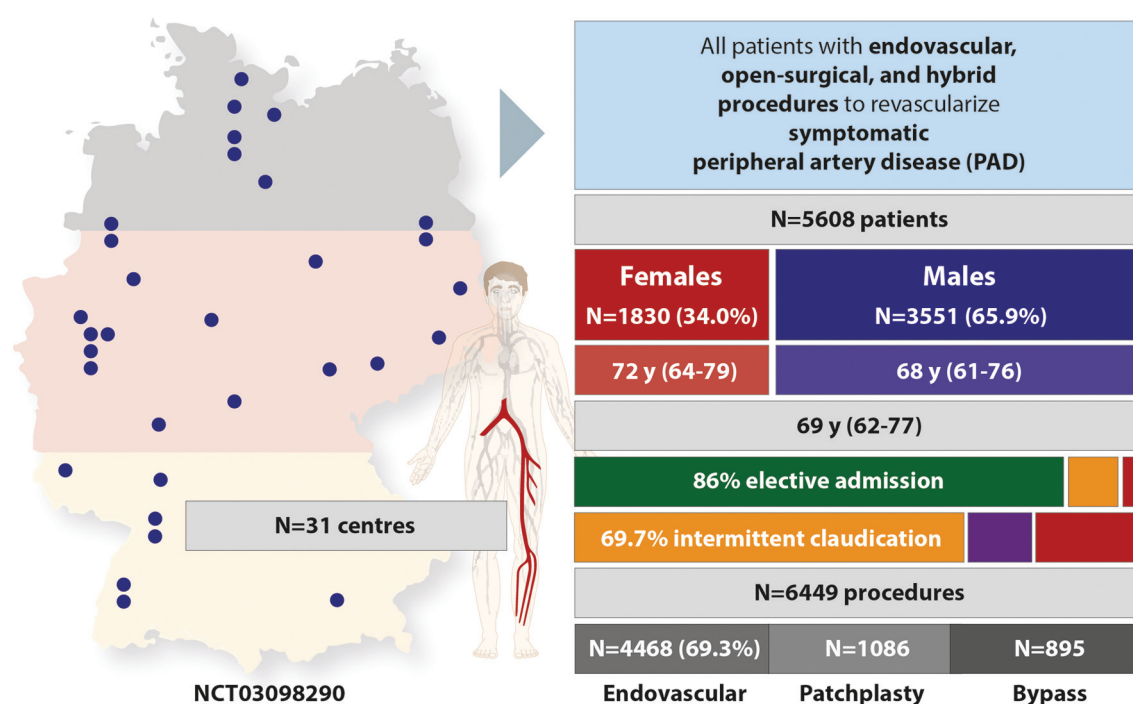 All patients with endovascular,
open-surgical, and hybrid
procedures to revascularize
symptomatic
peripheral artery disease (PAD)
N=5608 patients
Females
N=1830 (34.0%)
Males
N=3551 (65.9%)
72 y (64-79)
68 y (61-76)
69 y (62-77)
86% elective admission
N=31 centres
69.7% intermittent claudication
N=6449 procedures
N=4468 (69.3%)
N=1086
N=895
NCT03098290
Endovascular
Patchplasty
Bypass